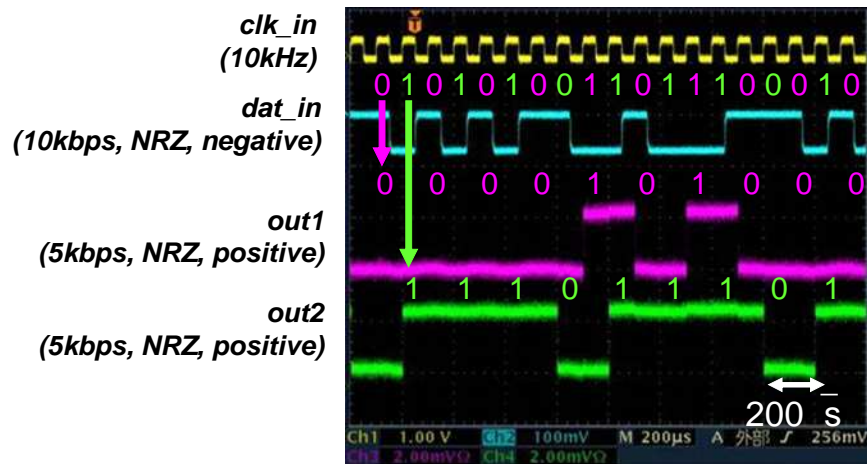 clk_in
(10kHz)
0 1 0 1 0 1 0 0 1 1 0 1 1 1 0 0 0 1 0
dat_in
(10kbps, NRZ, negative)
0 0 0 0 1 0 1 0 0 0
out1
(5kbps, NRZ, positive)
1 1 1 0 1 1 1 0 1
out2
(5kbps, NRZ, positive)
200 s
Ch1 1.00 V Ch2 100mV M 200µs A 外部 ∫ 256mV
Ch3 2.00mVΩ Ch4 2.00mVΩ